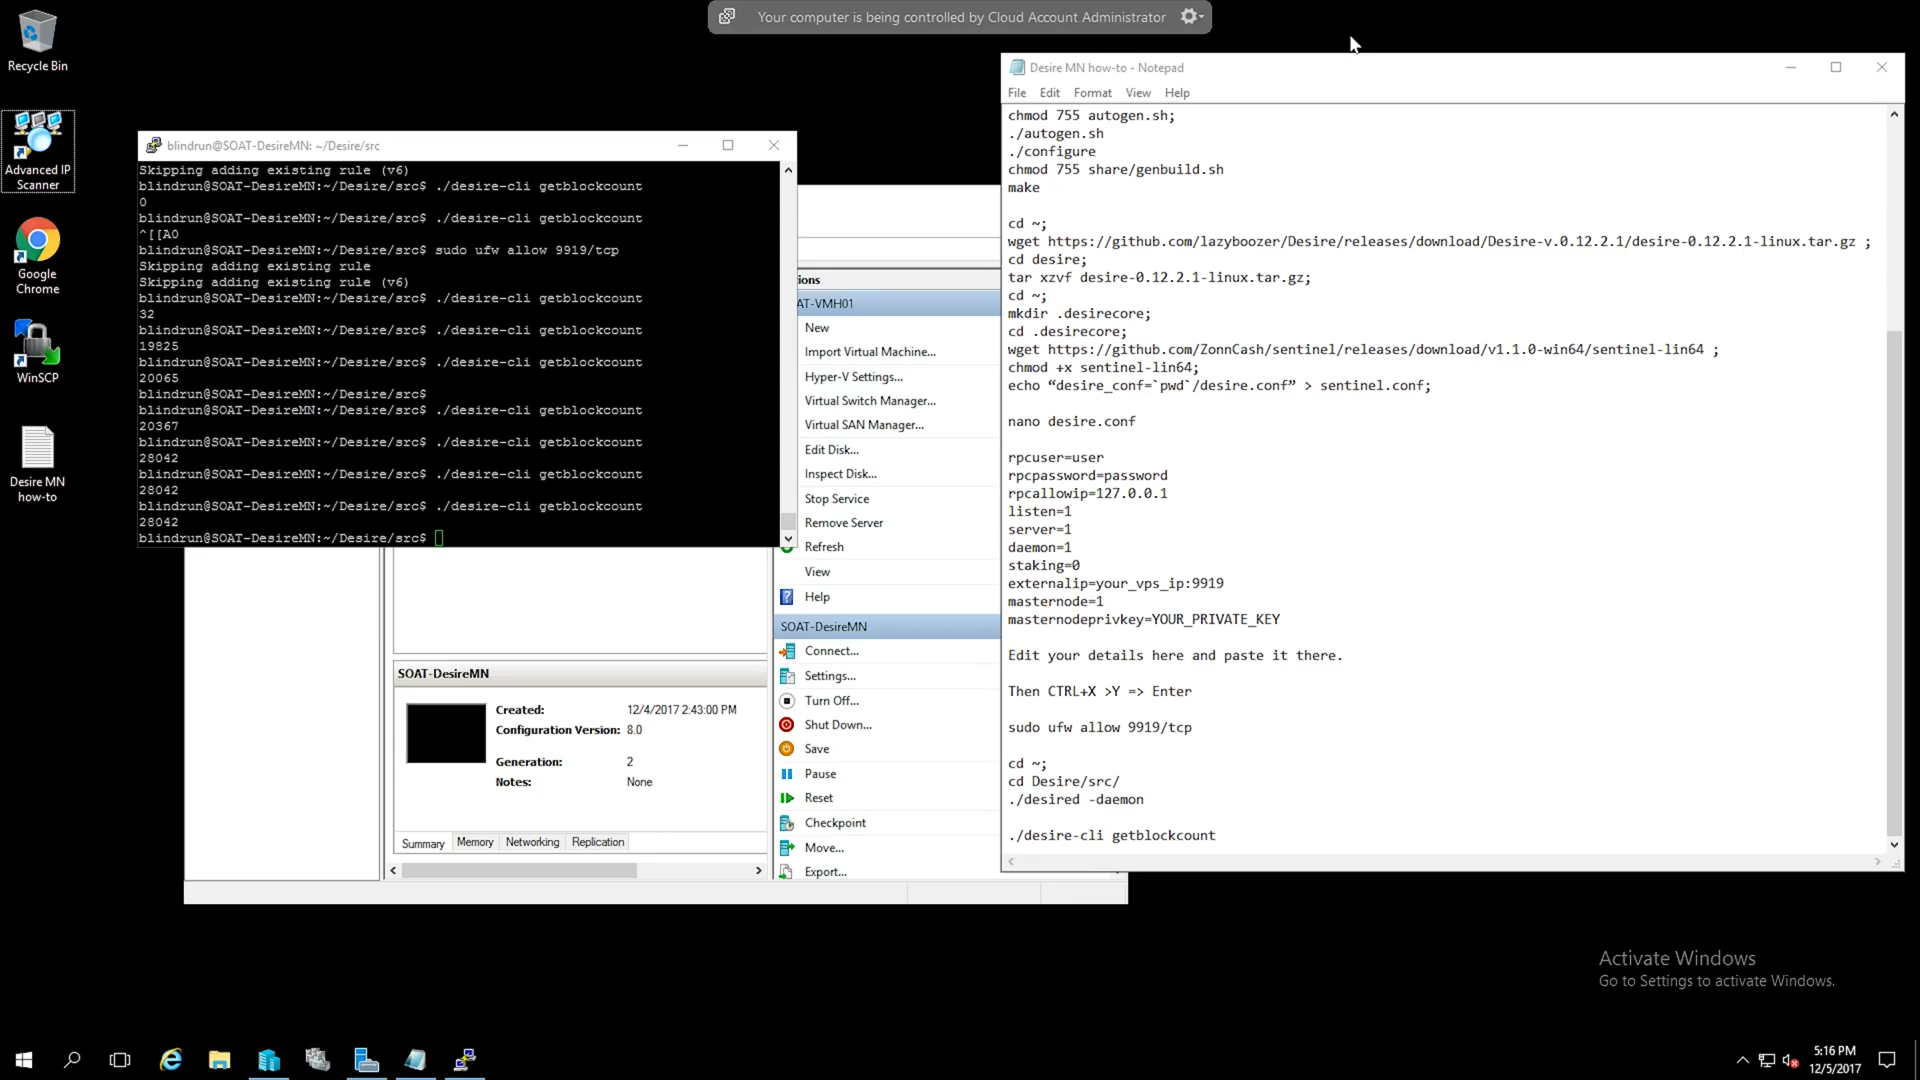 Your computer is being controlled by Cloud Account Administrator
Recycle Bin
Advanced IP
Scanner
Google
Chrome
WinSCP
Desire MN
how-to
blindrun@SOAT-DesireMN: ~/Desire/src
Skipping adding existing rule (v6)
blindrun@SOAT-DesireMN:~/Desire/src$ ./desire-cli getblockcount
0
blindrun@SOAT-DesireMN:~/Desire/src$ ./desire-cli getblockcount
^[[A0
blindrun@SOAT-DesireMN:~/Desire/src$ sudo ufw allow 9919/tcp
Skipping adding existing rule
Skipping adding existing rule (v6)
blindrun@SOAT-DesireMN:~/Desire/src$ ./desire-cli getblockcount
32
blindrun@SOAT-DesireMN:~/Desire/src$ ./desire-cli getblockcount
19825
blindrun@SOAT-DesireMN:~/Desire/src$ ./desire-cli getblockcount
20065
blindrun@SOAT-DesireMN:~/Desire/src$
blindrun@SOAT-DesireMN:~/Desire/src$ ./desire-cli getblockcount
20367
blindrun@SOAT-DesireMN:~/Desire/src$ ./desire-cli getblockcount
28042
blindrun@SOAT-DesireMN:~/Desire/src$ ./desire-cli getblockcount
28042
blindrun@SOAT-DesireMN:~/Desire/src$ ./desire-cli getblockcount
28042
blindrun@SOAT-DesireMN:~/Desire/src$
ions
AT-VMH01
New
Import Virtual Machine...
Hyper-V Settings...
Virtual Switch Manager...
Virtual SAN Manager...
Edit Disk...
Inspect Disk...
Stop Service
Remove Server
Refresh
View
Help
SOAT-DesireMN
Connect...
Settings...
Turn Off...
Shut Down...
Save
Pause
Reset
Checkpoint
Move...
Export...
SOAT-DesireMN
Created: 12/4/2017 2:43:00 PM
Configuration Version: 8.0
Generation: 2
Notes: None
Summary Memory Networking Replication
Desire MN how-to - Notepad
File Edit Format View Help
chmod 755 autogen.sh;
./autogen.sh
./configure
chmod 755 share/genbuild.sh
make
cd ~;
wget https://github.com/lazyboozer/Desire/releases/download/Desire-v.0.12.2.1/desire-0.12.2.1-linux.tar.gz ;
cd desire;
tar xzvf desire-0.12.2.1-linux.tar.gz;
cd ~;
mkdir .desirecore;
cd .desirecore;
wget https://github.com/ZonnCash/sentinel/releases/download/v1.1.0-win64/sentinel-lin64 ;
chmod +x sentinel-lin64;
echo “desire_conf=`pwd`/desire.conf” > sentinel.conf;
nano desire.conf
rpcuser=user
rpcpassword=password
rpcallowip=127.0.0.1
listen=1
server=1
daemon=1
staking=0
externalip=your_vps_ip:9919
masternode=1
masternodeprivkey=YOUR_PRIVATE_KEY
Edit your details here and paste it there.
Then CTRL+X >Y => Enter
sudo ufw allow 9919/tcp
cd ~;
cd Desire/src/
./desired -daemon
./desire-cli getblockcount
Activate Windows
Go to Settings to activate Windows.
5:16 PM
12/5/2017